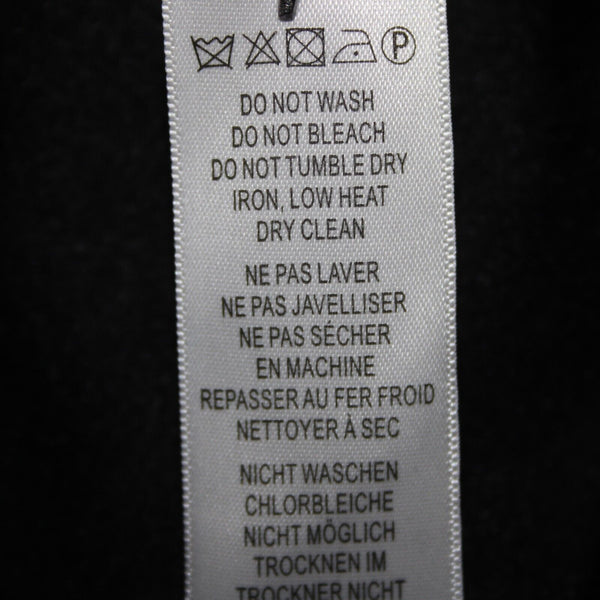 P
DO NOT WASH
DO NOT BLEACH
DO NOT TUMBLE DRY
IRON, LOW HEAT
DRY CLEAN
NE PAS LAVER
NE PAS JAVELLISER
NE PAS SÉCHER
EN MACHINE
REPASSER AU FER FROID
NETTOYER À SEC
NICHT WASCHEN
CHLORBLEICHE
NICHT MÖGLICH
TROCKNEN IM
TROCKNER NICHT